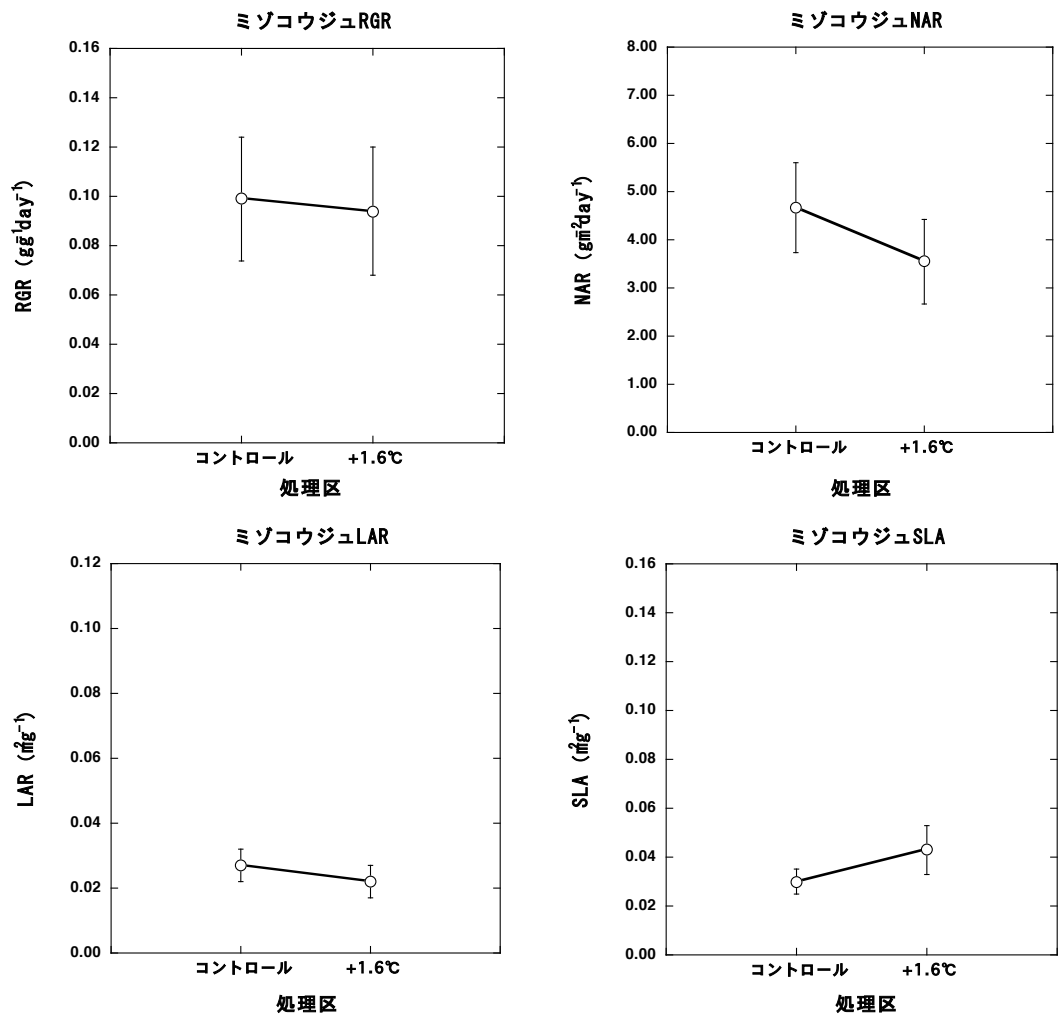 ミゾコウジュRGR
0.16
0.14
0.12
0.10
0.08
0.06
0.04
0.02
0.00
RGR (gg⁻¹day⁻¹)
コントロール +1.6℃
処理区
ミゾコウジュNAR
8.00
7.00
6.00
5.00
4.00
3.00
2.00
1.00
0.00
NAR (gm⁻²day⁻¹)
コントロール +1.6℃
処理区
ミゾコウジュLAR
0.12
0.10
0.08
0.06
0.04
0.02
0.00
LAR (m²g⁻¹)
コントロール +1.6℃
処理区
ミゾコウジュSLA
0.16
0.14
0.12
0.10
0.08
0.06
0.04
0.02
0.00
SLA (m²g⁻¹)
コントロール +1.6℃
処理区